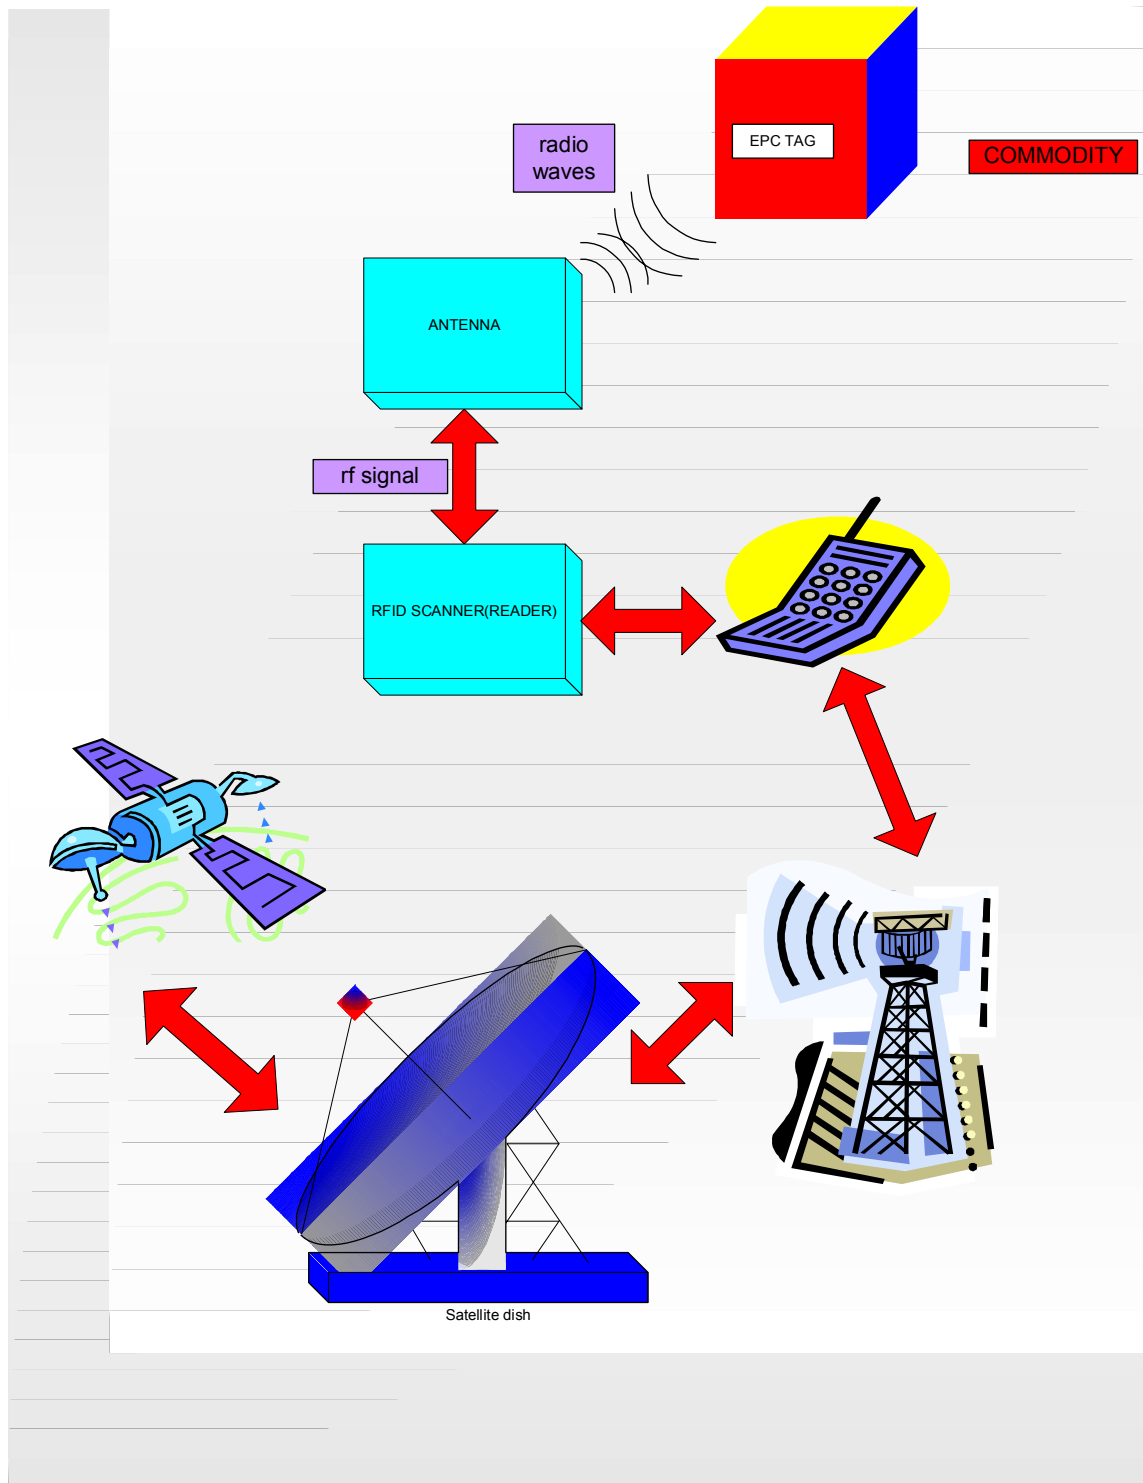 radio
waves
EPC TAG
COMMODITY
ANTENNA
rf signal
RFID SCANNER(READER)
Satellite dish